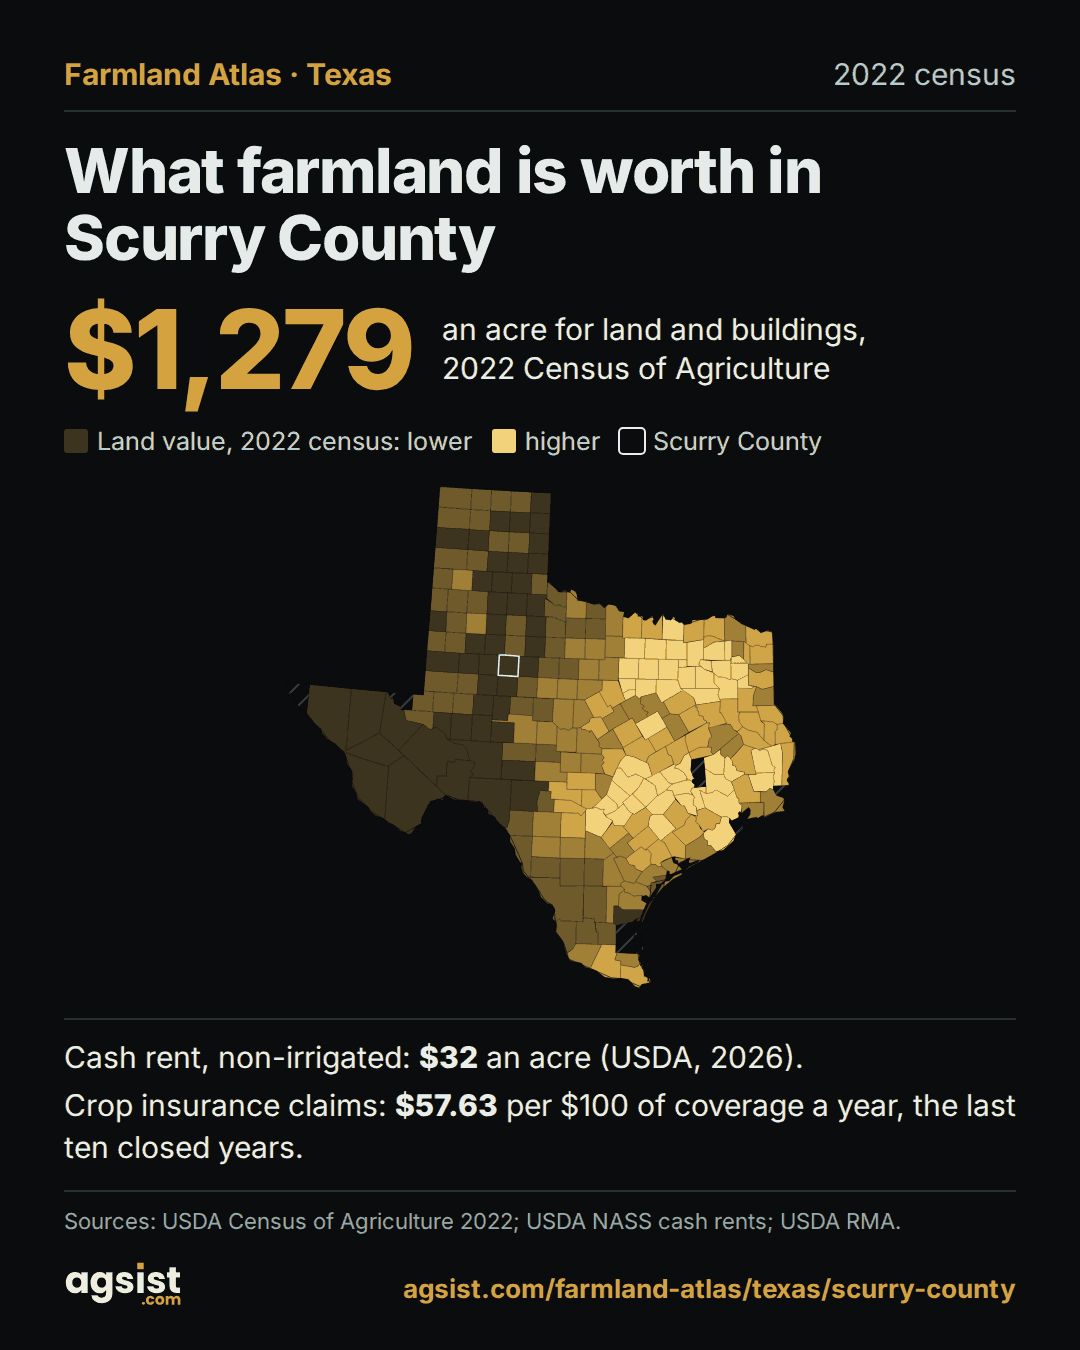 Farmland Atlas · Texas
2022 census
What farmland is worth in
Scurry County
$1,279
an acre for land and buildings,
2022 Census of Agriculture
Land value, 2022 census: lower
higher
Scurry County
Cash rent, non-irrigated: $32 an acre (USDA, 2026).
Crop insurance claims: $57.63 per $100 of coverage a year, the last
ten closed years.
Sources: USDA Census of Agriculture 2022; USDA NASS cash rents; USDA RMA.
agsist
.com
agsist.com/farmland-atlas/texas/scurry-county